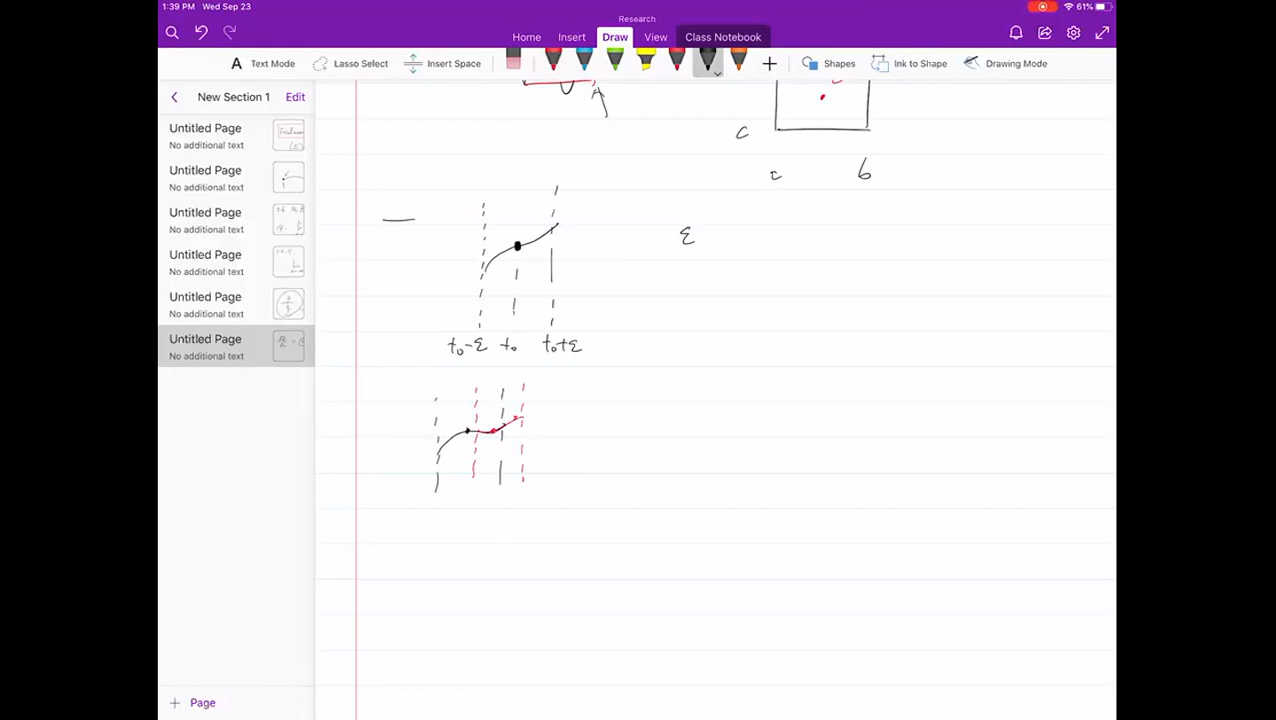 1:39 PM Wed Sep 23
61%
Research
Home Insert Draw View Class Notebook
Text Mode Lasso Select Insert Space Shapes Ink to Shape Drawing Mode
New Section 1 Edit
Untitled Page
No additional text
Untitled Page
No additional text
Untitled Page
No additional text
Untitled Page
No additional text
Untitled Page
No additional text
Untitled Page
No additional text
Page
c
b
ε
t₀-ε t₀ t₀+ε